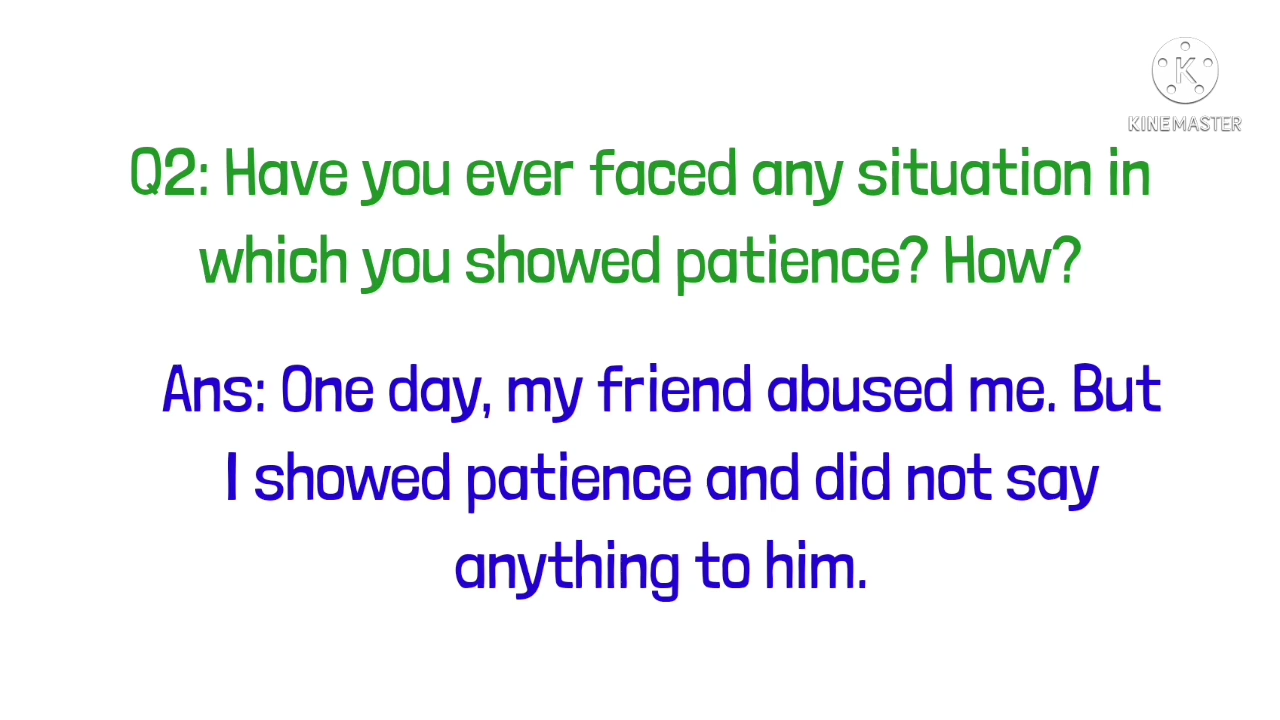 KINEMASTER
Q2: Have you ever faced any situation in
which you showed patience? How?
Ans: One day, my friend abused me. But
I showed patience and did not say
anything to him.